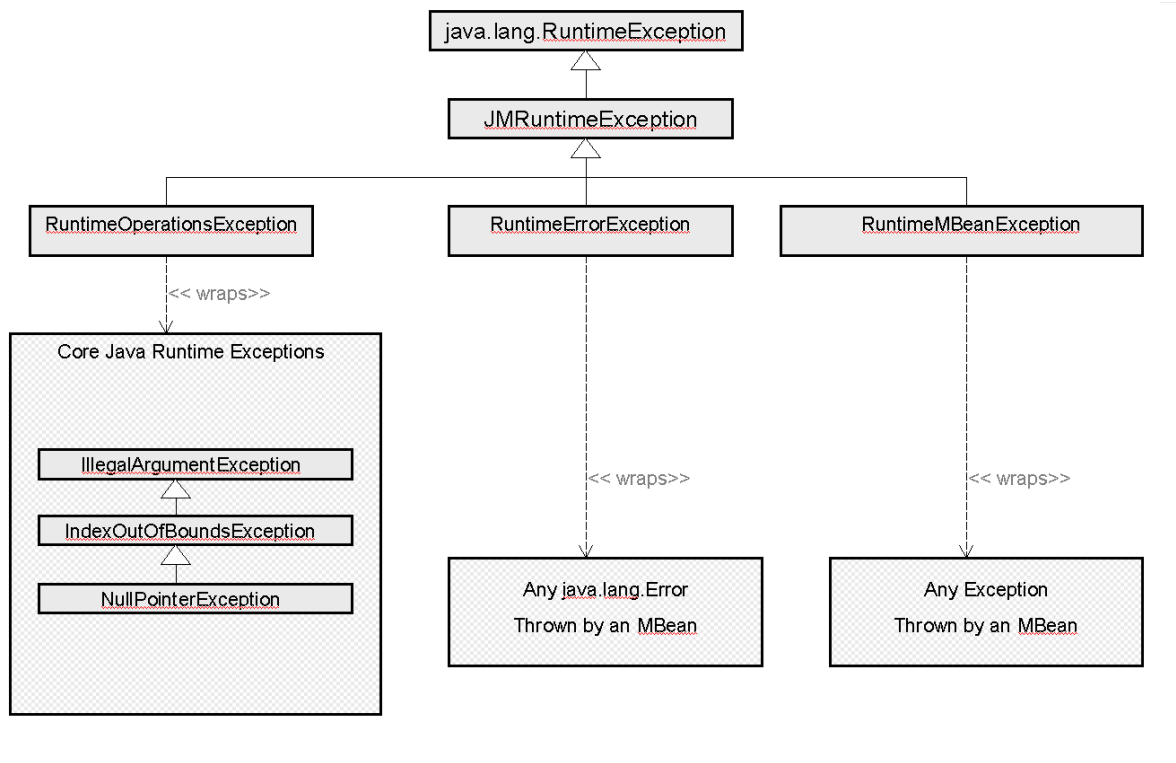 java.lang.RuntimeException
JMRuntimeException
RuntimeOperationsException
RuntimeErrorException
RuntimeMBeanException
<< wraps>>
Core Java Runtime Exceptions
IllegalArgumentException
IndexOutOfBoundsException
NullPointerException
<< wraps>>
Any java.lang.Error
Thrown by an MBean
<< wraps>>
Any Exception
Thrown by an MBean